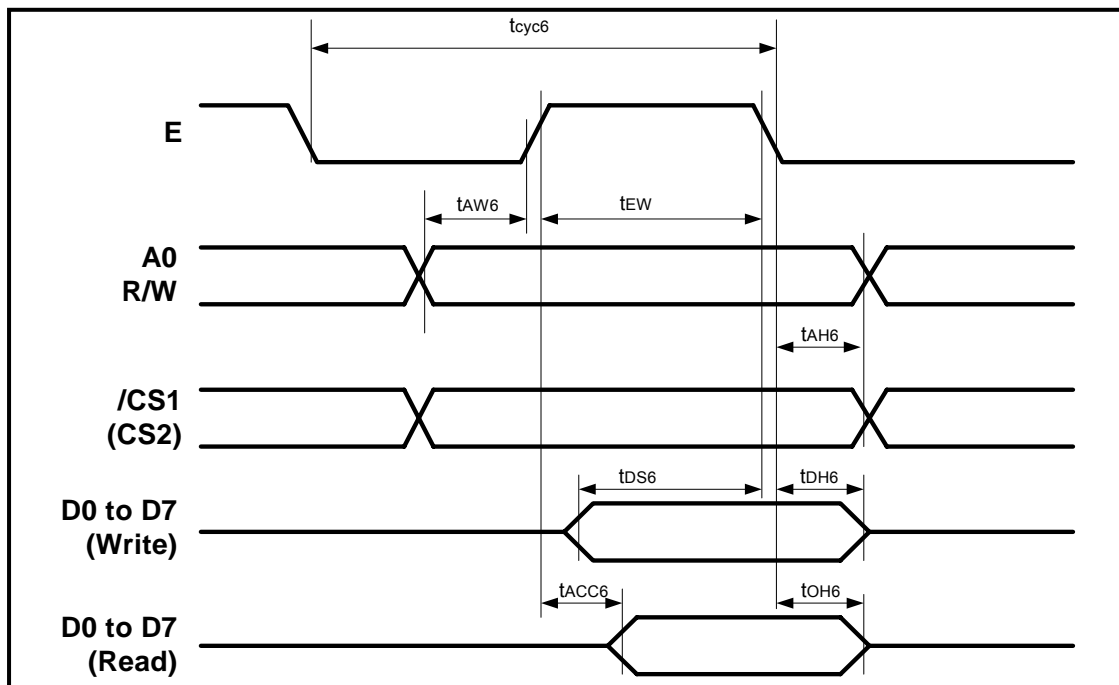 tcyc6
E
tAW6
tEW
A0
R/W
tAH6
/CS1
(CS2)
tDS6
tDH6
D0 to D7
(Write)
tACC6
tOH6
D0 to D7
(Read)